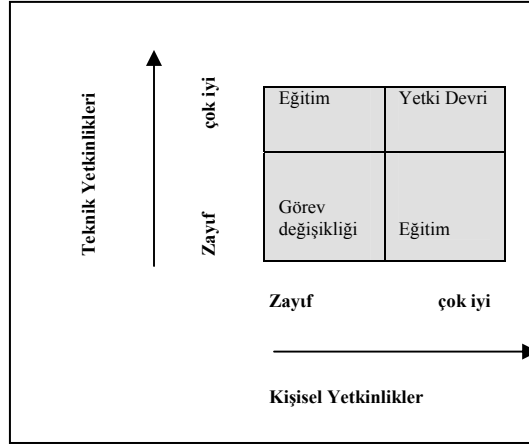 Teknik Yetkinlikleri
çok iyi
Zayıf
Eğitim
Yetki Devri
Görev
değişikliği
Eğitim
Zayıf
çok iyi
Kişisel Yetkinlikler